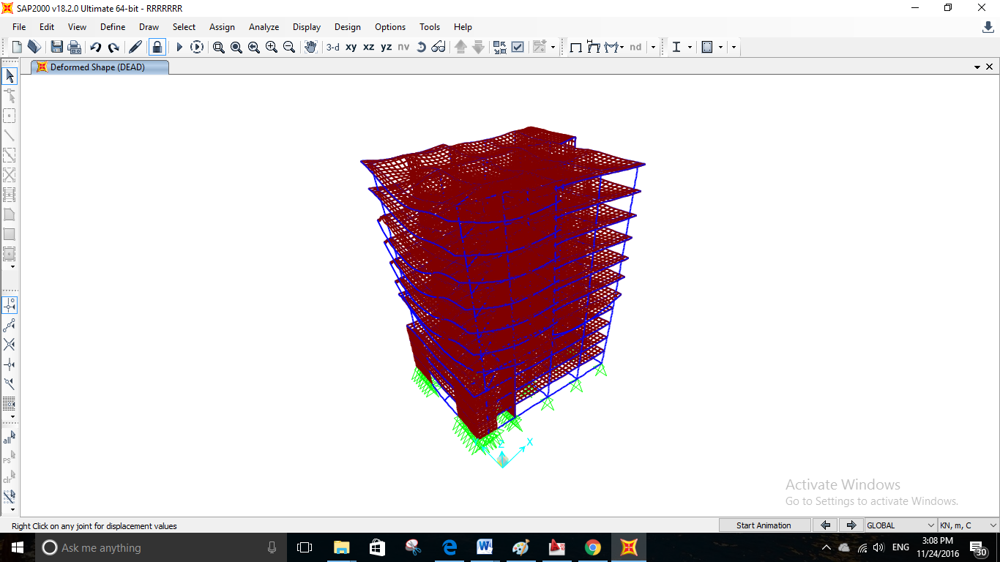 SAP2000 v18.2.0 Ultimate 64-bit - RRRRRRR
File Edit View Define Draw Select Assign Analyze Display Design Options Tools Help
3-d xy xz yz nv nd
Deformed Shape (DEAD)
all
PS
clr
Z X
Activate Windows
Go to Settings to activate Windows.
Right Click on any joint for displacement values Start Animation GLOBAL KN, m, C
Ask me anything ENG 3:08 PM
11/24/2016 30